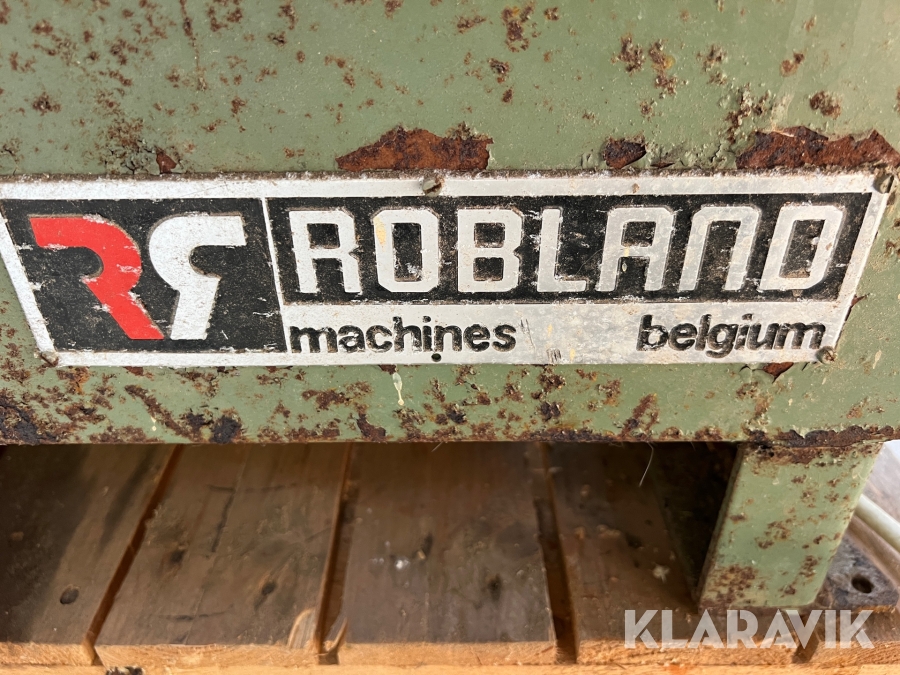 ROBLAND
machines belgium
KLARAVIK